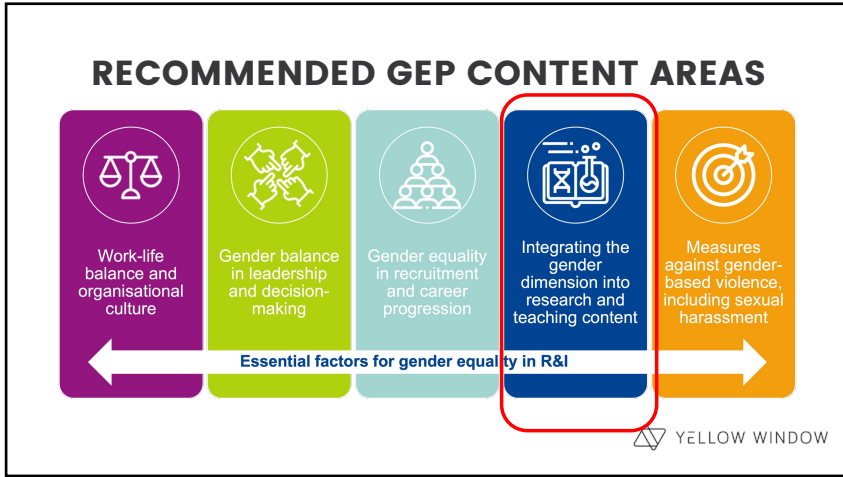 RECOMMENDED GEP CONTENT AREAS
Work-life
balance and
organisational
culture
Gender balance
in leadership
and decision-
making
Gender equality
in recruitment
and career
progression
Integrating the
gender
dimension into
research and
teaching content
Measures
against gender-
based violence,
including sexual
harassment
Essential factors for gender equality in R&I
YELLOW WINDOW